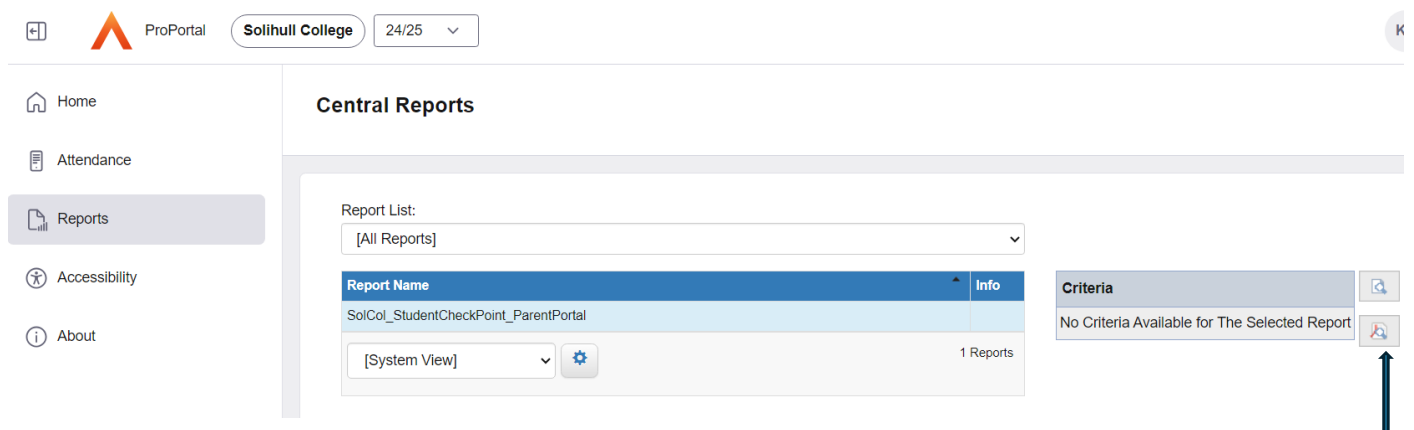 ProPortal
Solihull College
24/25
K
Home
Attendance
Reports
Accessibility
About
Central Reports
Report List:
[All Reports]
Report Name Info
SolCol_StudentCheckPoint_ParentPortal
[System View]
1 Reports
Criteria
No Criteria Available for The Selected Report